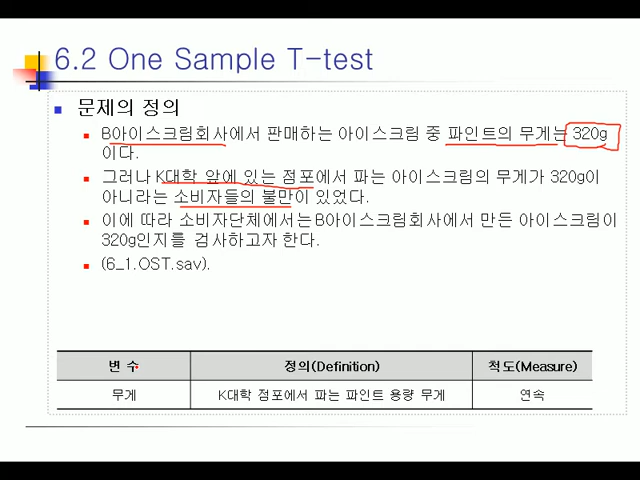 6.2 One Sample T-test
문제의 정의
B아이스크림회사에서 판매하는 아이스크림 중 파인트의 무게는 320g
이다.
그러나 K대학 앞에 있는 점포에서 파는 아이스크림의 무게가 320g이
아니라는 소비자들의 불만이 있었다.
이에 따라 소비자단체에서는 B아이스크림회사에서 만든 아이스크림이
320g인지를 검사하고자 한다.
(6_1.OST.sav).
변 수 정의(Definition) 척도(Measure)
무게 K대학 점포에서 파는 파인트 용량 무게 연속